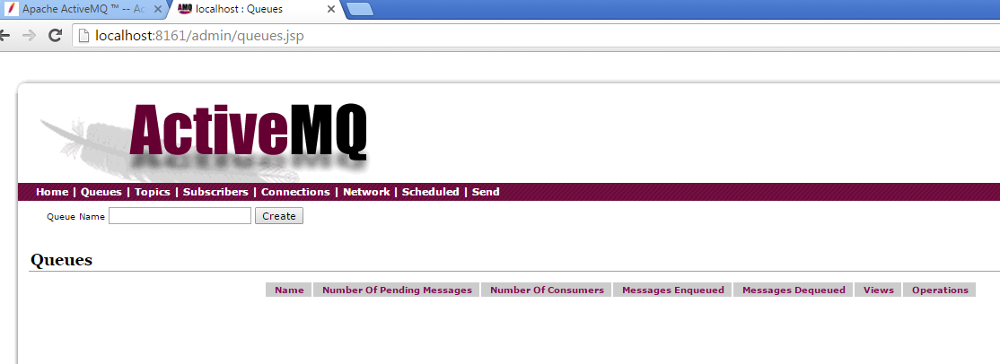 Apache ActiveMQ ™ -- Ac
localhost : Queues
localhost:8161/admin/queues.jsp
ActiveMQ
Home | Queues | Topics | Subscribers | Connections | Network | Scheduled | Send
Queue Name Create
Queues
Name Number Of Pending Messages Number Of Consumers Messages Enqueued Messages Dequeued Views Operations